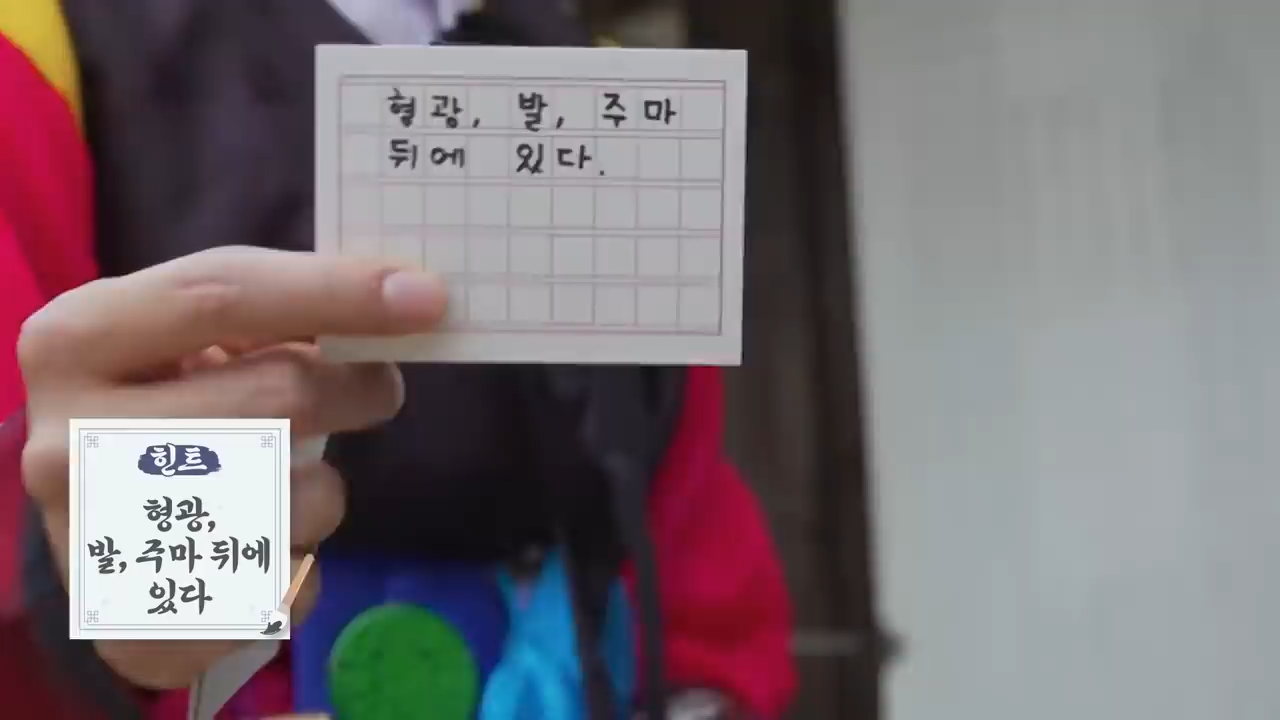 형광, 발, 주마
뒤에 있다.
힌트
형광,
발, 주마 뒤에
있다